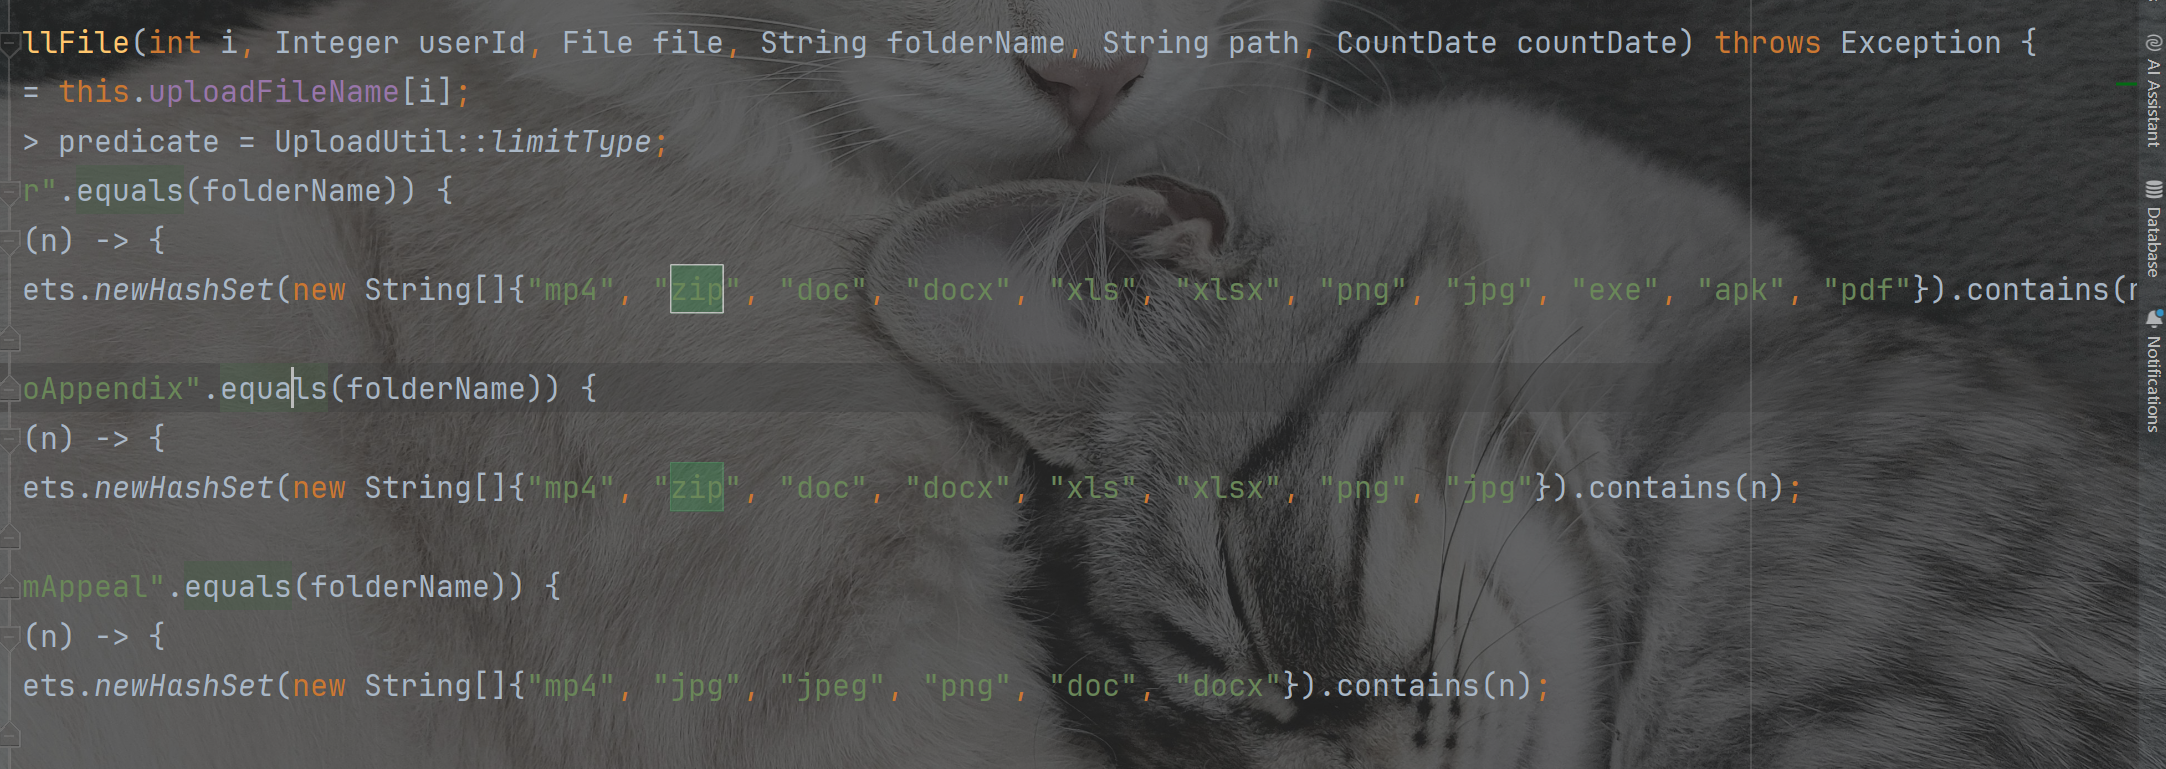 llFile(int i, Integer userId, File file, String folderName, String path, CountDate countDate) throws Exception {
= this.uploadFileName[i];
> predicate = UploadUtil::limitType;
r".equals(folderName)) {
(n) -> {
ets.newHashSet(new String[]{"mp4", "zip", "doc", "docx", "xls", "xlsx", "png", "jpg", "exe", "apk", "pdf"}).contains(n
oAppendix".equals(folderName)) {
(n) -> {
ets.newHashSet(new String[]{"mp4", "zip", "doc", "docx", "xls", "xlsx", "png", "jpg"}).contains(n);
mAppeal".equals(folderName)) {
(n) -> {
ets.newHashSet(new String[]{"mp4", "jpg", "jpeg", "png", "doc", "docx"}).contains(n);
AI Assistant
Database
Notifications